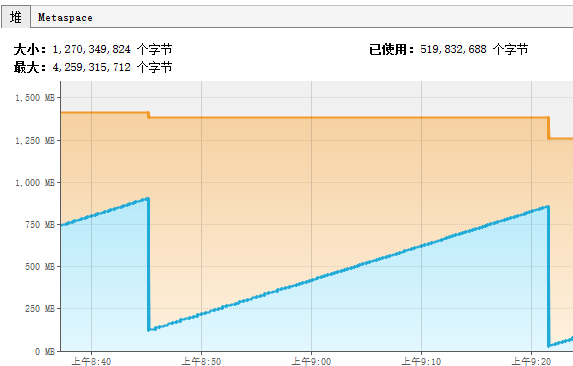 堆 Metaspace
大小: 1,270,349,824 个字节 已使用: 519,832,688 个字节
最大: 4,259,315,712 个字节
1,500 MB
1,250 MB
1,000 MB
750 MB
500 MB
250 MB
0 MB
上午8:40 上午8:50 上午9:00 上午9:10 上午9:20